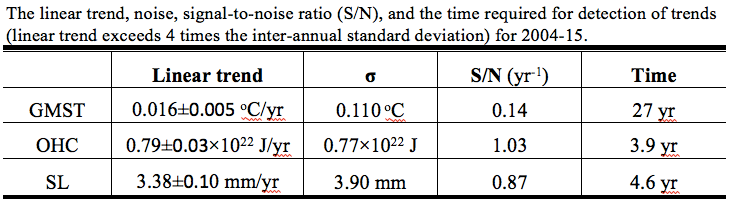 The linear trend, noise, signal-to-noise ratio (S/N), and the time required for detection of trends
(linear trend exceeds 4 times the inter-annual standard deviation) for 2004-15.
Linear trend σ S/N (yr⁻¹) Time
GMST 0.016±0.005 °C/yr 0.110 °C 0.14 27 yr
OHC 0.79±0.03×10²² J/yr 0.77×10²² J 1.03 3.9 yr
SL 3.38±0.10 mm/yr 3.90 mm 0.87 4.6 yr